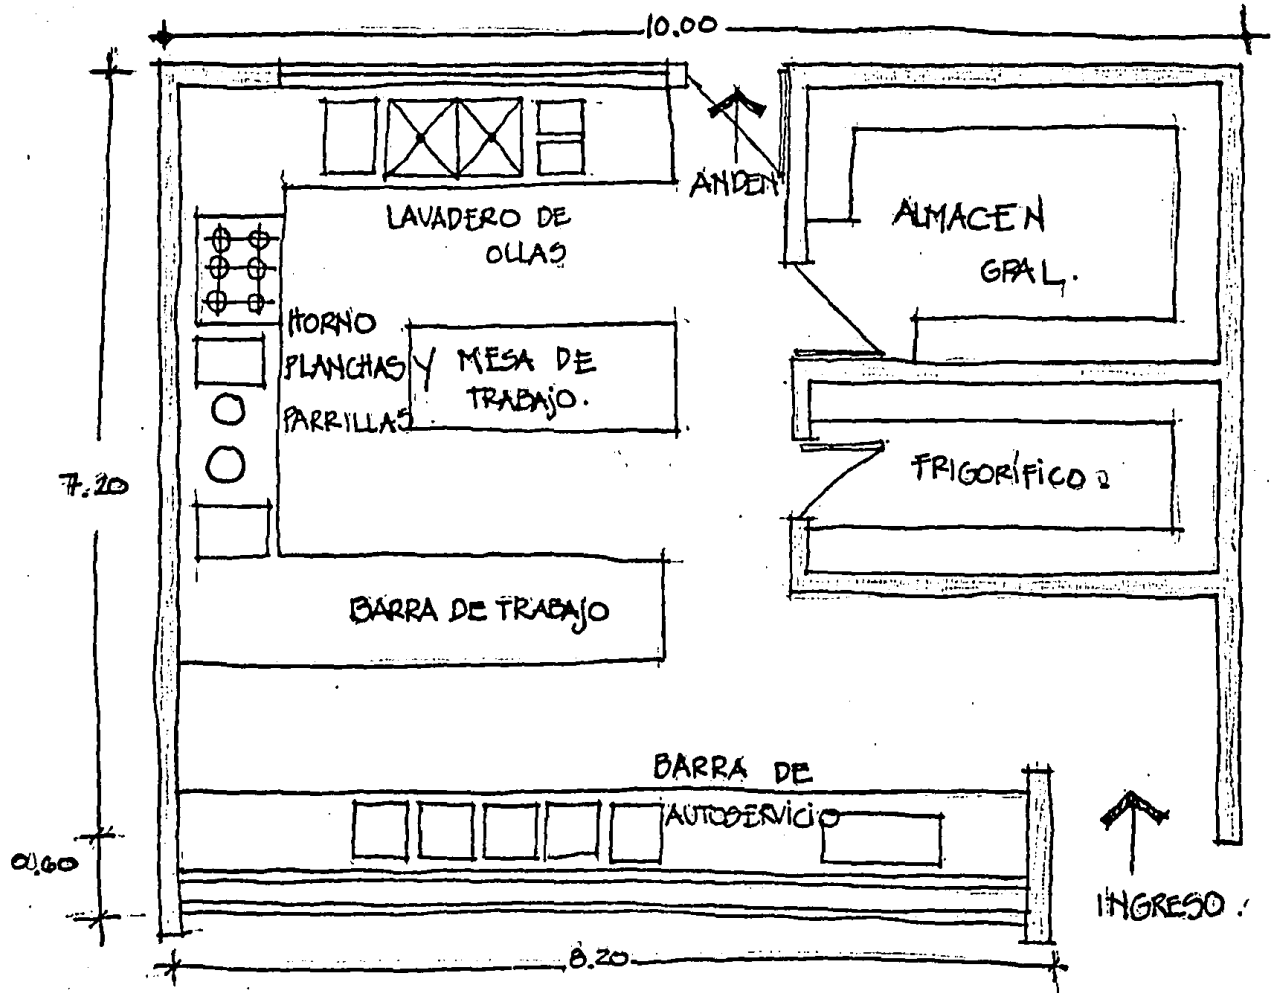 10.00
ANDEN
LAVADERO DE
OLLAS
ALMACEN
GRAL.
HORNO
PLANCHAS Y
PARRILLAS
MESA DE
TRABAJO.
FRIGORÍFICO.
7.20
BARRA DE TRABAJO
BARRA DE
AUTOSERVICIO
0.60
INGRESO.
8.20